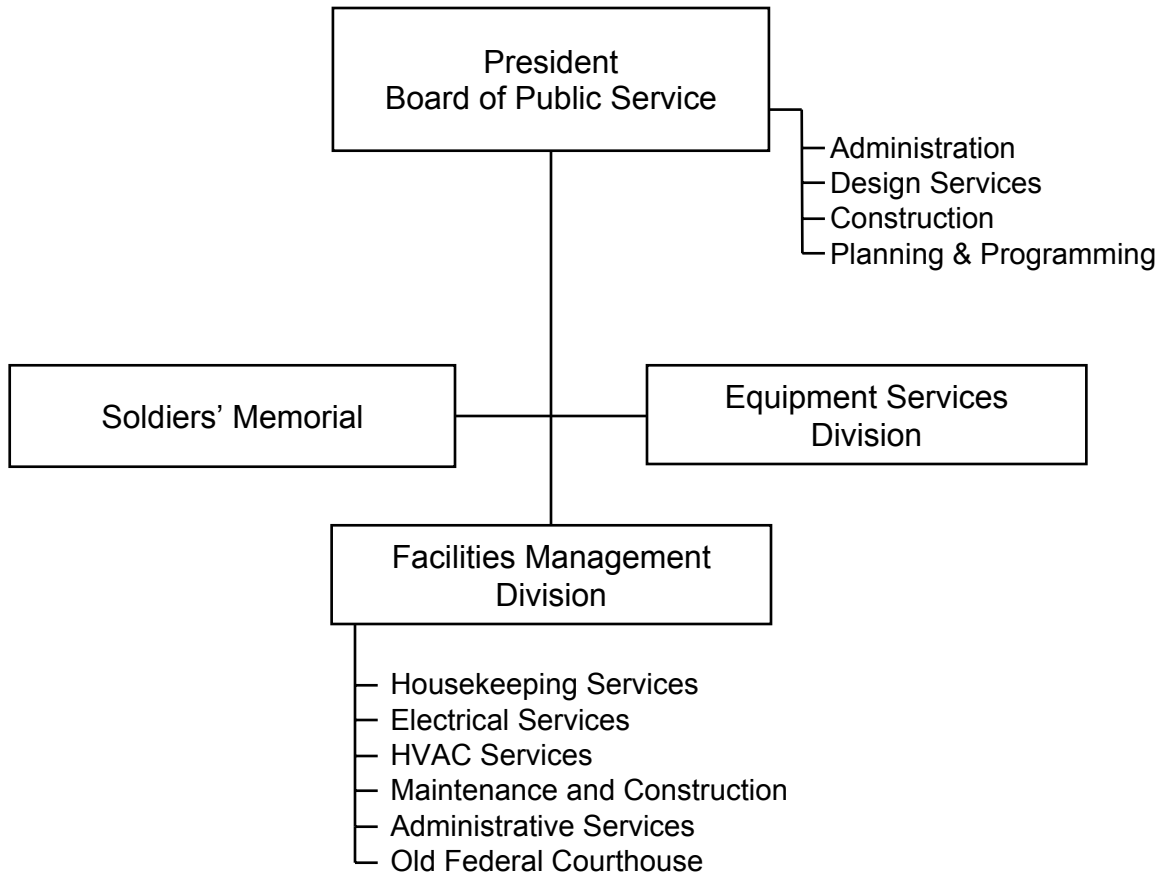 President
Board of Public Service
Administration
Design Services
Construction
Planning & Programming
Soldiers’ Memorial
Equipment Services
Division
Facilities Management
Division
Housekeeping Services
Electrical Services
HVAC Services
Maintenance and Construction
Administrative Services
Old Federal Courthouse